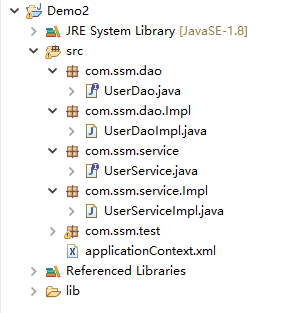 Demo2
JRE System Library [JavaSE-1.8]
src
com.ssm.dao
UserDao.java
com.ssm.dao.Impl
UserDaoImpl.java
com.ssm.service
UserService.java
com.ssm.service.Impl
UserServiceImpl.java
com.ssm.test
applicationContext.xml
Referenced Libraries
lib